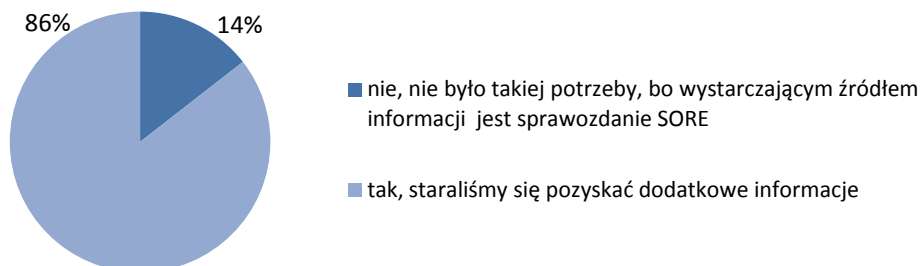 86%
14%
nie, nie było takiej potrzeby, bo wystarczającym źródłem
informacji jest sprawozdanie SORE
tak, staraliśmy się pozyskać dodatkowe informacje